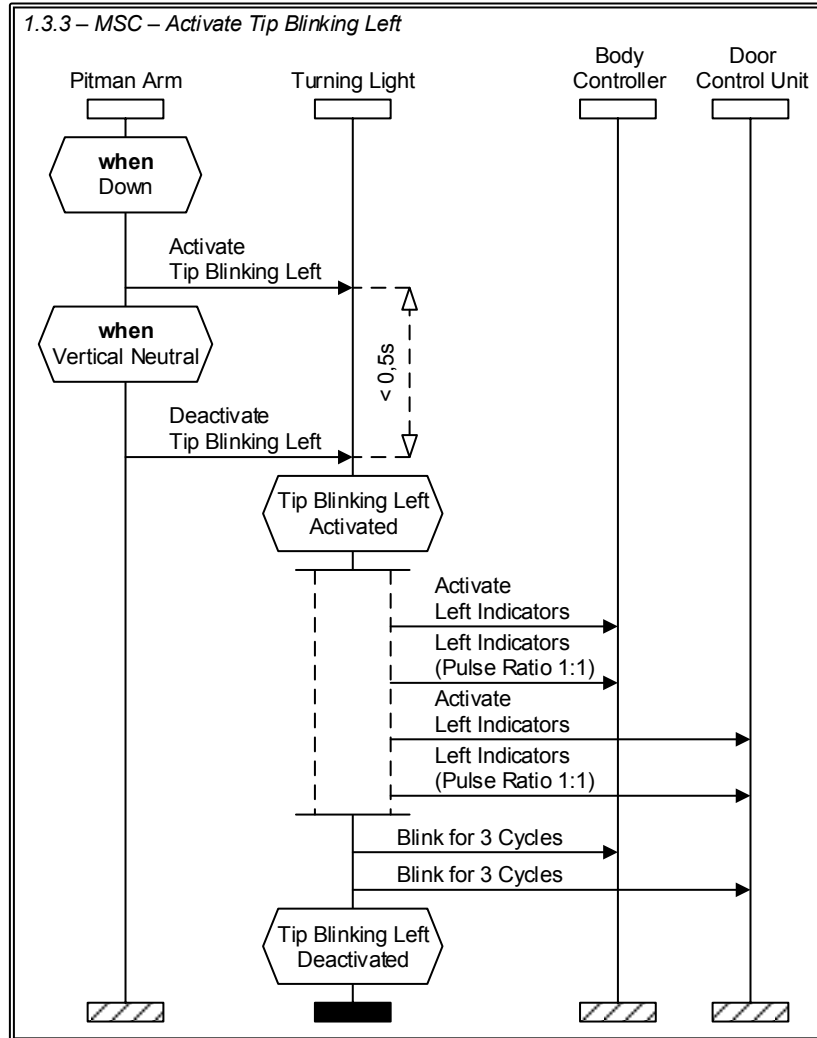 1.3.3 – MSC – Activate Tip Blinking Left
Pitman Arm
Turning Light
Body
Controller
Door
Control Unit
when
Down
Activate
Tip Blinking Left
when
Vertical Neutral
< 0,5s
Deactivate
Tip Blinking Left
Tip Blinking Left
Activated
Activate
Left Indicators
Left Indicators
(Pulse Ratio 1:1)
Activate
Left Indicators
Left Indicators
(Pulse Ratio 1:1)
Blink for 3 Cycles
Blink for 3 Cycles
Tip Blinking Left
Deactivated